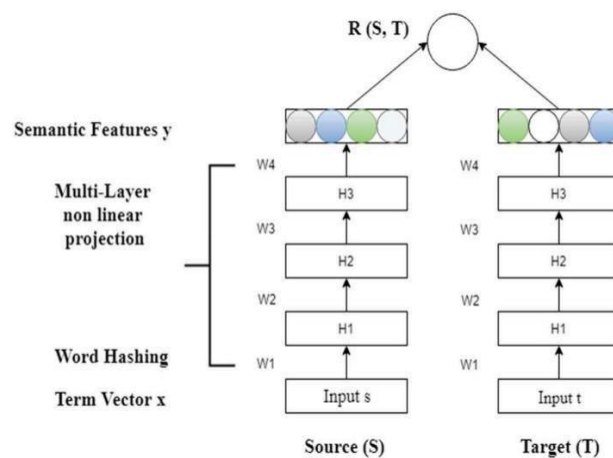 R (S, T)
Semantic Features y
W4
W4
Multi-Layer
non linear
projection
H3
H3
W3
W3
H2
H2
W2
W2
H1
H1
Word Hashing
W1
W1
Term Vector x
Input s
Input t
Source (S)
Target (T)